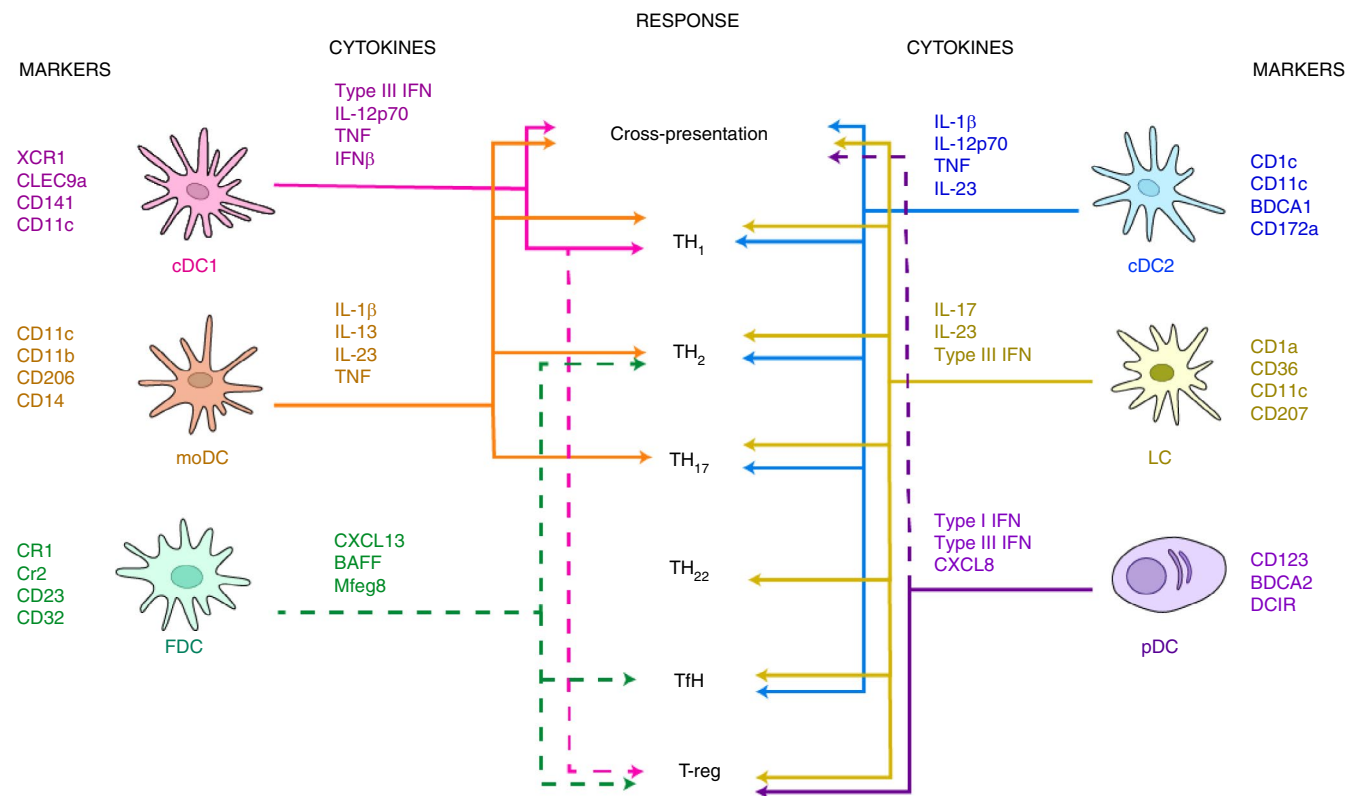 RESPONSE
CYTOKINES
CYTOKINES
MARKERS
MARKERS
Type III IFN
IL-12p70
TNF
IFNβ
XCR1
CLEC9a
CD141
CD11c
cDC1
CD11c
CD11b
CD206
CD14
moDC
IL-1β
IL-13
IL-23
TNF
CR1
Cr2
CD23
CD32
FDC
CXCL13
BAFF
Mfeg8
Cross-presentation
TH1
TH2
TH17
TH22
TfH
T-reg
IL-1β
IL-12p70
TNF
IL-23
cDC2
CD1c
CD11c
BDCA1
CD172a
IL-17
IL-23
Type III IFN
LC
CD1a
CD36
CD11c
CD207
Type I IFN
Type III IFN
CXCL8
pDC
CD123
BDCA2
DCIR